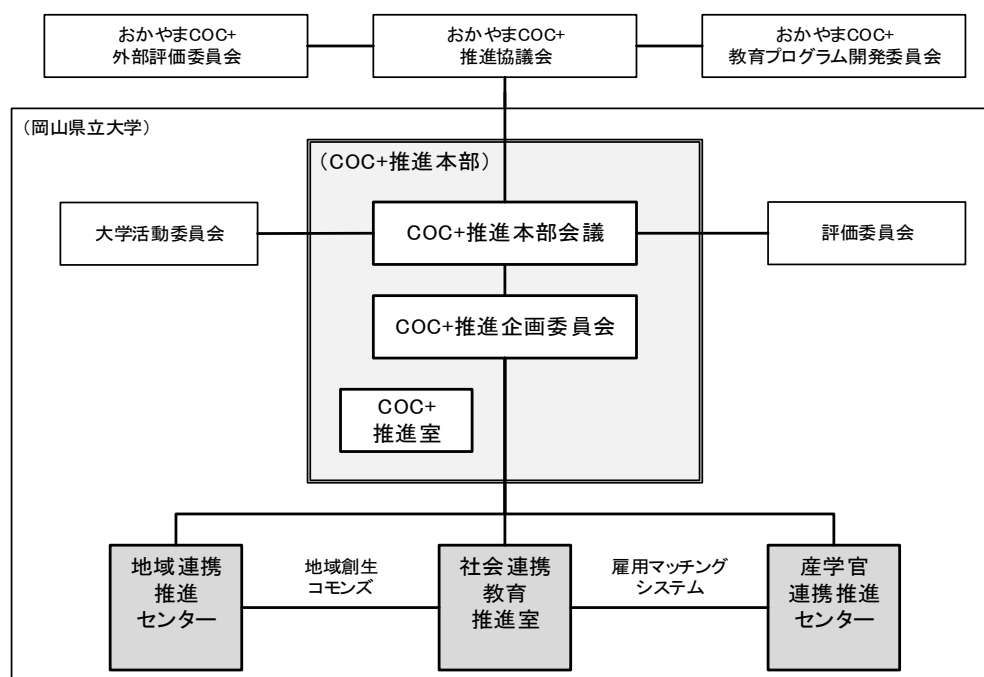 おかやまCOC+
外部評価委員会
おかやまCOC+
推進協議会
おかやまCOC+
教育プログラム開発委員会
(岡山県立大学)
(COC+推進本部)
大学活動委員会
COC+推進本部会議
評価委員会
COC+推進企画委員会
COC+
推進室
地域連携
推進
センター
地域創生
コモンズ
社会連携
教育
推進室
雇用マッチング
システム
産学官
連携推進
センター